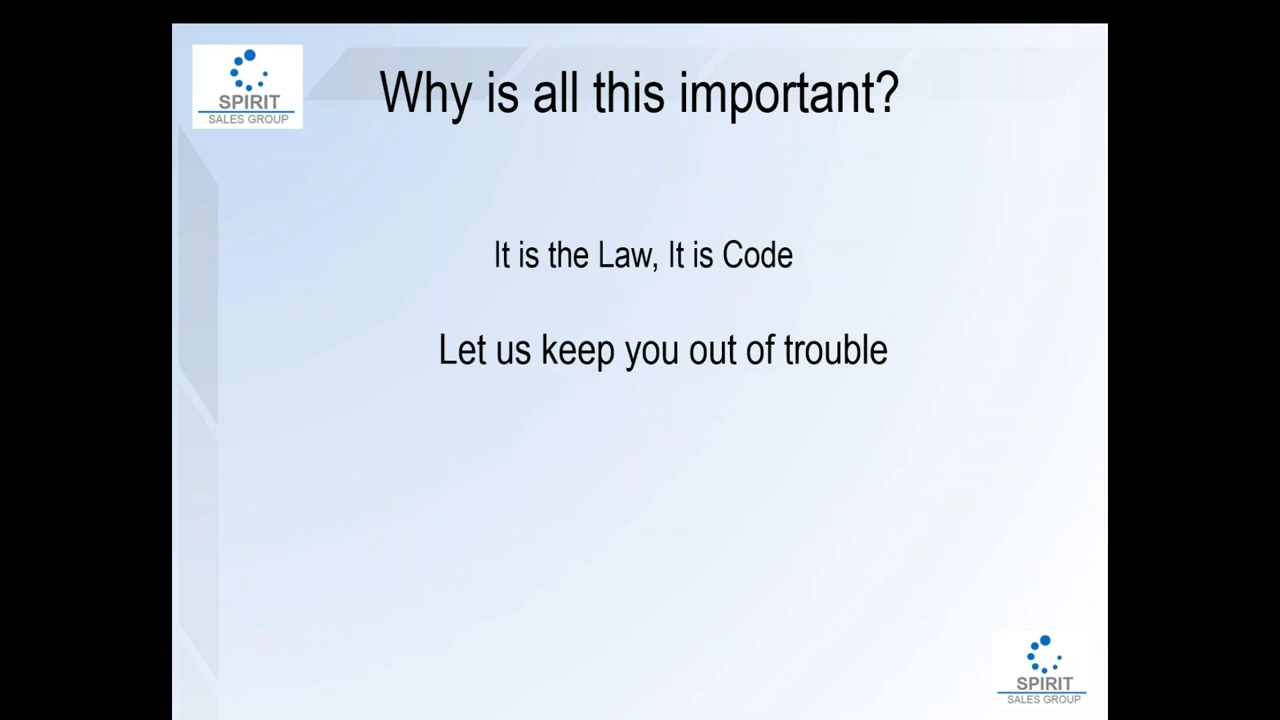 SPIRIT
SALES GROUP
Why is all this important?
It is the Law, It is Code
Let us keep you out of trouble
SPIRIT
SALES GROUP